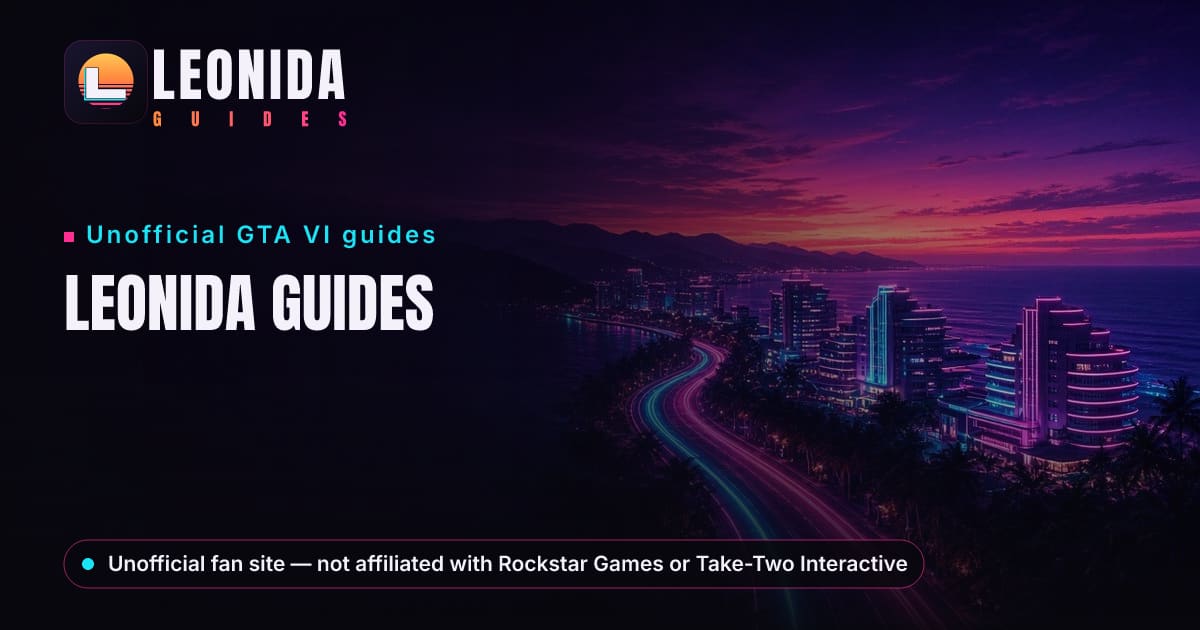 LEONIDA
GUIDES
Unofficial GTA VI guides
LEONIDA GUIDES
Unofficial fan site — not affiliated with Rockstar Games or Take-Two Interactive